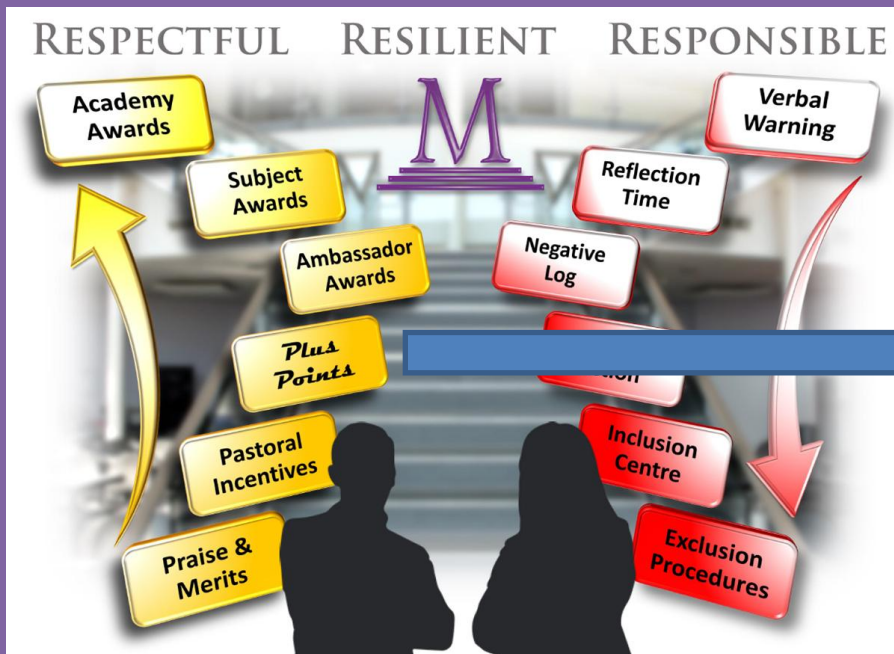 RESPECTFUL RESILIENT RESPONSIBLE
Academy
Awards
Subject
Awards
Ambassador
Awards
Plus
Points
Pastoral
Incentives
Praise &
Merits
M
Verbal
Warning
Reflection
Time
Negative
Log
Inclusion
Centre
Exclusion
Procedures